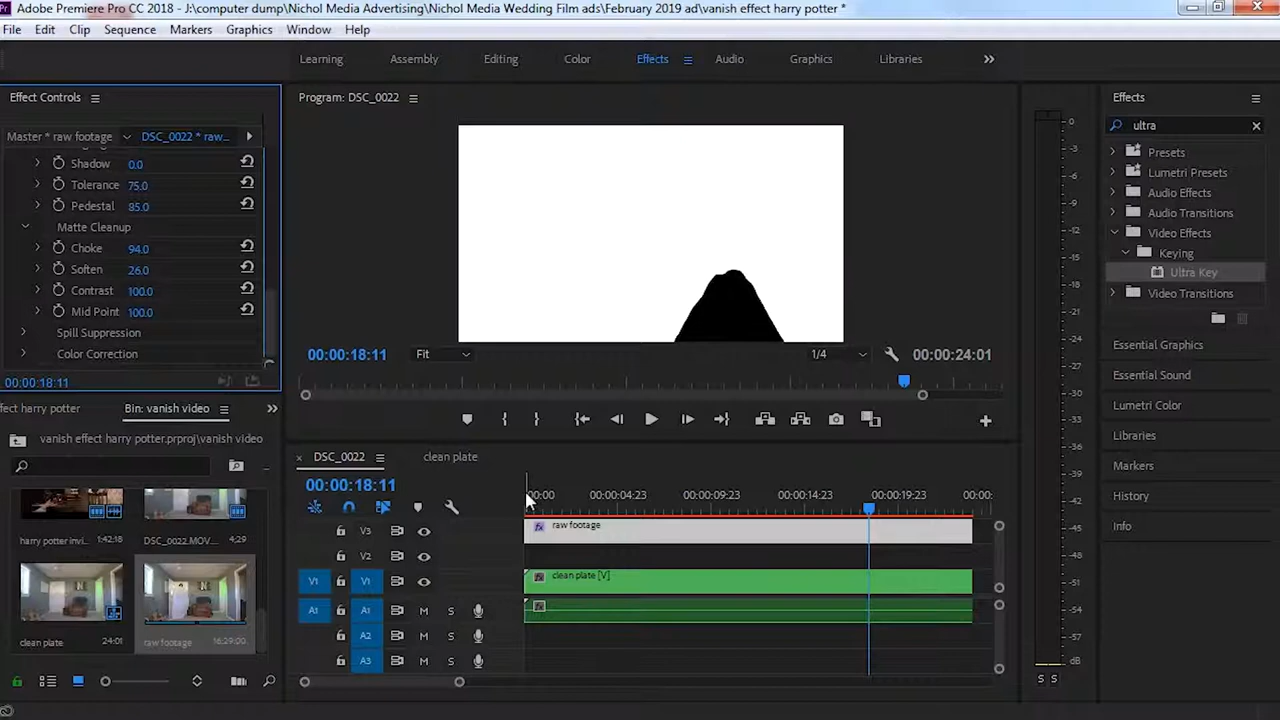 Adobe Premiere Pro CC 2018 - J:\computer dump\Nichol Media Advertising\Nichol Media Wedding Film ads\February 2019 ad\vanish effect harry potter *
File Edit Clip Sequence Markers Graphics Window Help
Learning Assembly Editing Color Effects Audio Graphics Libraries
Effect Controls
Master * raw footage DSC_0022 * raw...
Shadow 0.0
Tolerance 75.0
Pedestal 85.0
Matte Cleanup
Choke 94.0
Soften 26.0
Contrast 100.0
Mid Point 100.0
Spill Suppression
Color Correction
00:00:18:11
Program: DSC_0022
00:00:18:11 Fit 1/4 00:00:24:01
Effects
ultra
Presets
Lumetri Presets
Audio Effects
Audio Transitions
Video Effects
Keying
Ultra Key
Video Transitions
Essential Graphics
Essential Sound
Lumetri Color
Libraries
Markers
History
Info
ffect harry potter Bin: vanish video
vanish effect harry potter.prproj\vanish video
harry potter invi... 1:42:18 DSC_0022.MOV... 4;29
clean plate 24:01 raw footage 16:29:00
DSC_0022 clean plate
00:00:18:11
:00:00 00:00:04:23 00:00:09:23 00:00:14:23 00:00:19:23 00:00:
V3 fx raw footage
V2
V1 V1 fx clean plate [V]
A1 A1 M S fx
A2 M S
A3 M S
0
-3
-6
-9
-12
-15
-18
-21
-24
-27
-30
-33
-36
-39
-42
-45
-48
-51
-54
-57
dB
S S